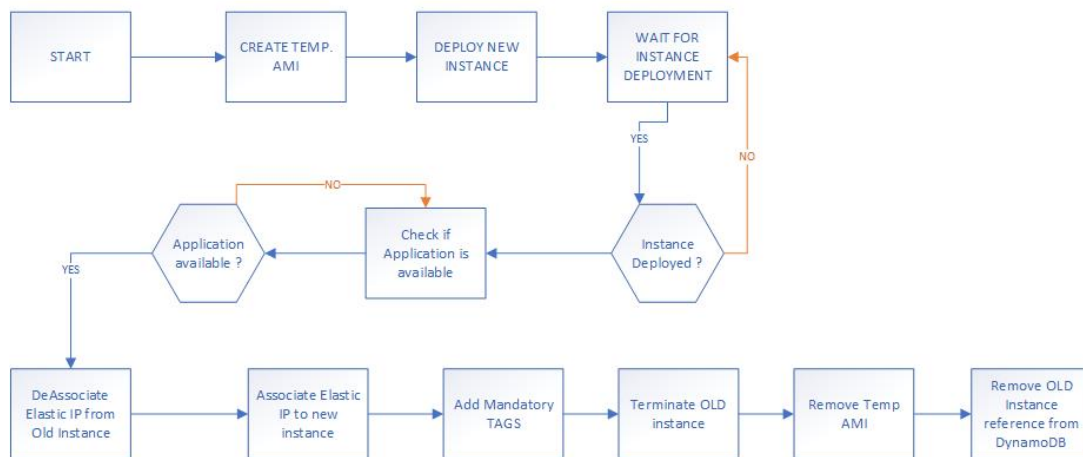 START
CREATE TEMP.
AMI
DEPLOY NEW
INSTANCE
WAIT FOR
INSTANCE
DEPLOYMENT
YES
NO
NO
Application
available ?
Check if
Application is
available
Instance
Deployed ?
YES
DeAssociate
Elastic IP from
Old Instance
Associate Elastic
IP to new
instance
Add Mandatory
TAGS
Terminate OLD
instance
Remove Temp
AMI
Remove OLD
Instance
reference from
DynamoDB